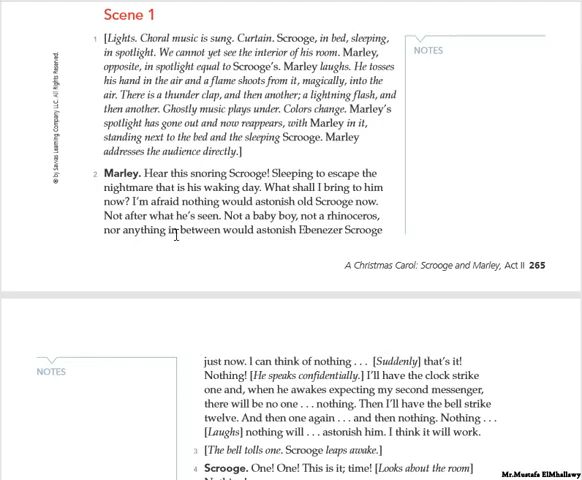 Scene 1
1 [Lights. Choral music is sung. Curtain. Scrooge, in bed, sleeping,
in spotlight. We cannot yet see the interior of his room. Marley,
opposite, in spotlight equal to Scrooge's. Marley laughs. He tosses
his hand in the air and a flame shoots from it, magically, into the
air. There is a thunder clap, and then another; a lightning flash, and
then another. Ghostly music plays under. Colors change. Marley's
spotlight has gone out and now reappears, with Marley in it,
standing next to the bed and the sleeping Scrooge. Marley
addresses the audience directly.]
2 Marley. Hear this snoring Scrooge! Sleeping to escape the
nightmare that is his waking day. What shall I bring to him
now? I'm afraid nothing would astonish old Scrooge now.
Not after what he's seen. Not a baby boy, not a rhinoceros,
nor anything in between would astonish Ebenezer Scrooge
NOTES
© by Savvas Learning Company LLC. All Rights Reserved.
A Christmas Carol: Scrooge and Marley, Act II 265
NOTES
just now. I can think of nothing . . . [Suddenly] that's it!
Nothing! [He speaks confidentially.] I'll have the clock strike
one and, when he awakes expecting my second messenger,
there will be no one . . . nothing. Then I'll have the bell strike
twelve. And then one again . . . and then nothing. Nothing . . .
[Laughs] nothing will . . . astonish him. I think it will work.
3 [The bell tolls one. Scrooge leaps awake.]
4 Scrooge. One! One! This is it; time! [Looks about the room]
Mr.Mustafa ElMhallawy